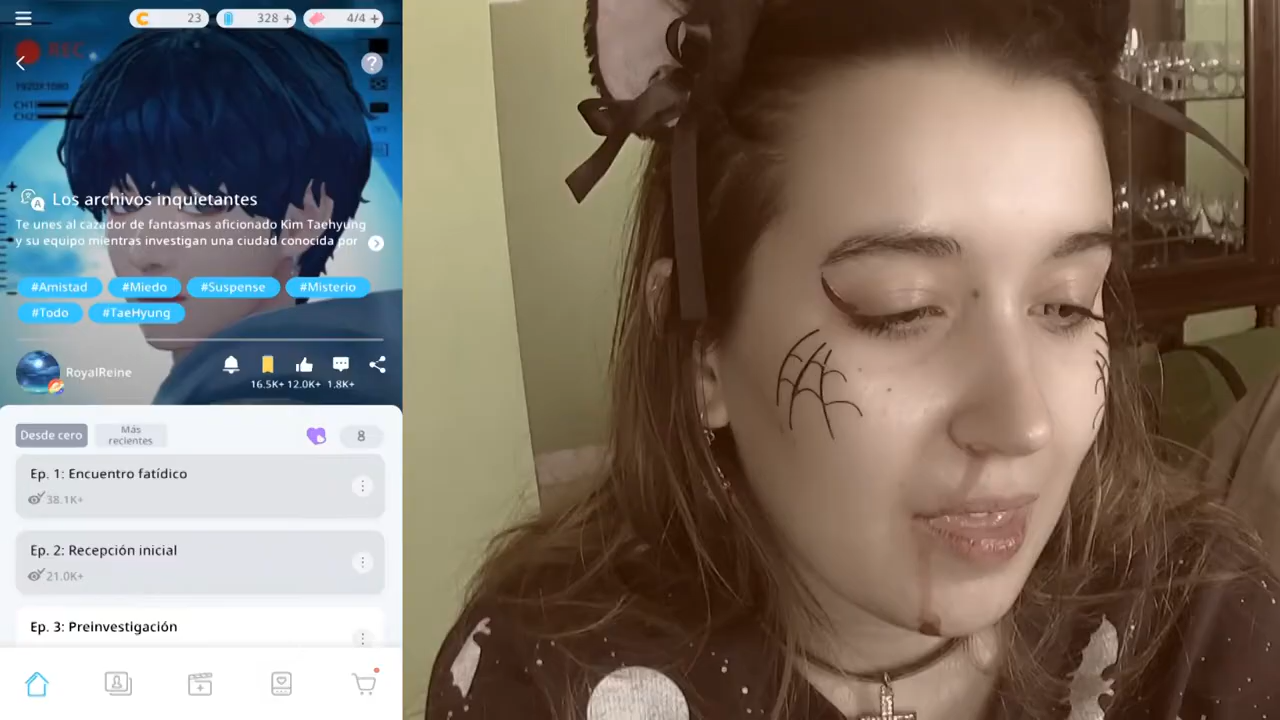 23
328 +
4/4 +
REC
?
1920X1080
CH1
CH2
A
Los archivos inquietantes
Te unes al cazador de fantasmas aficionado Kim Taehyung
y su equipo mientras investigan una ciudad conocida por
#Amistad
#Miedo
#Suspense
#Misterio
#Todo
#TaeHyung
RoyalReine
16.5K+ 12.0K+ 1.8K+
Desde cero
Más
recientes
8
Ep. 1: Encuentro fatídico
38.1K+
Ep. 2: Recepción inicial
21.0K+
Ep. 3: Preinvestigación